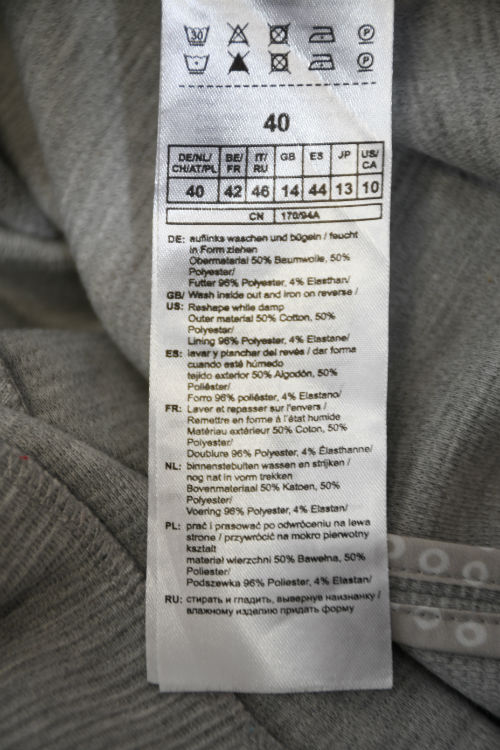 30
P
P
40
DE/NL/ BE/ IT/ GB ES JP US/
CH/AT/PL FR RU CA
40 42 46 14 44 13 10
CN 170/94A
DE: auflinks waschen und bügeln / feucht
in Form ziehen
Obermaterial 50% Baumwolle, 50%
Polyester/
Futter 96% Polyester, 4% Elasthan/
GB/ Wash inside out and iron on reverse /
US: Reshape while damp
Outer material 50% Cotton, 50%
Polyester/
Lining 96% Polyester, 4% Elastane/
ES: lavar y planchar del revés / dar forma
cuando esté húmedo
tejido exterior 50% Algodón, 50%
Poliéster/
Forro 96% poliéster, 4% Elastano/
FR: Laver et repasser sur l'envers /
Remettre en forme à l'état humide
Matériau extérieur 50% Coton, 50%
Polyester/
Doublure 96% Polyester, 4% Élasthanne/
NL: binnenstebuiten wassen en strijken /
nog nat in vorm trekken
Bovenmateriaal 50% Katoen, 50%
Polyester/
Voering 96% Polyester, 4% Elastan/
PL: prać i prasować po odwróceniu na lewa
strone / przywrócić na mokro pierwotny
kształt
materiał wierzchni 50% Bawełna, 50%
Poliester/
Podszewka 96% Poliester, 4% Elastan/
RU: стирать и гладить, вывернув наизнанку /
влажному изделию придать форму